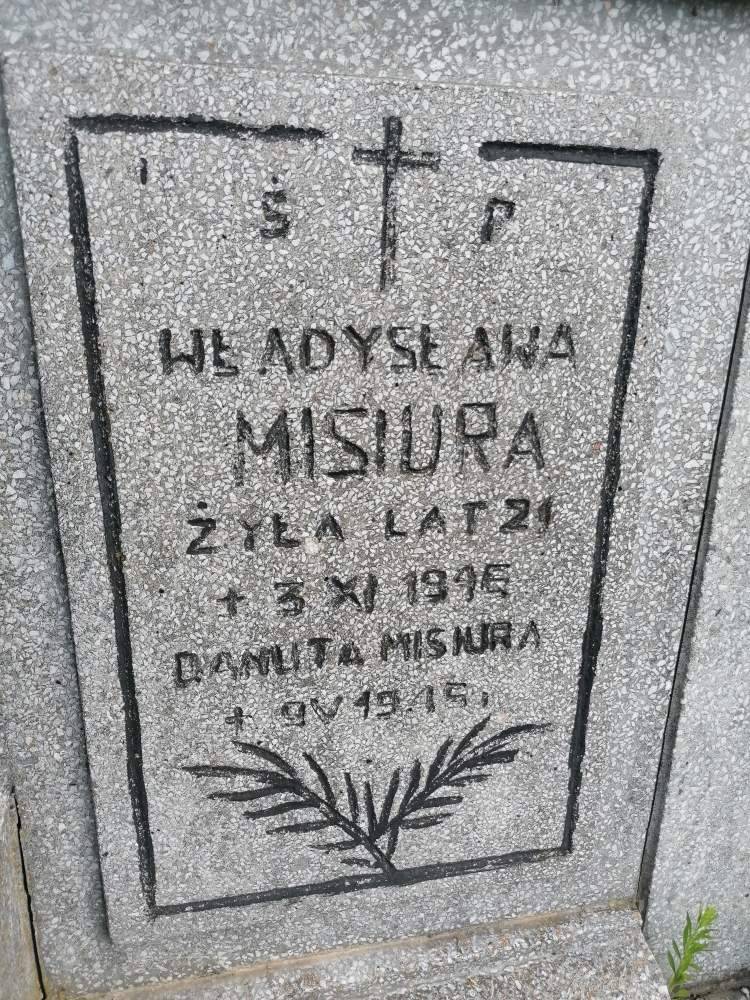 Ś P
WŁADYSŁAWA
MISIURA
ŻYŁA LAT 21
+ 3 XI 1945
DANUTA MISIURA
+ 9 V 1945